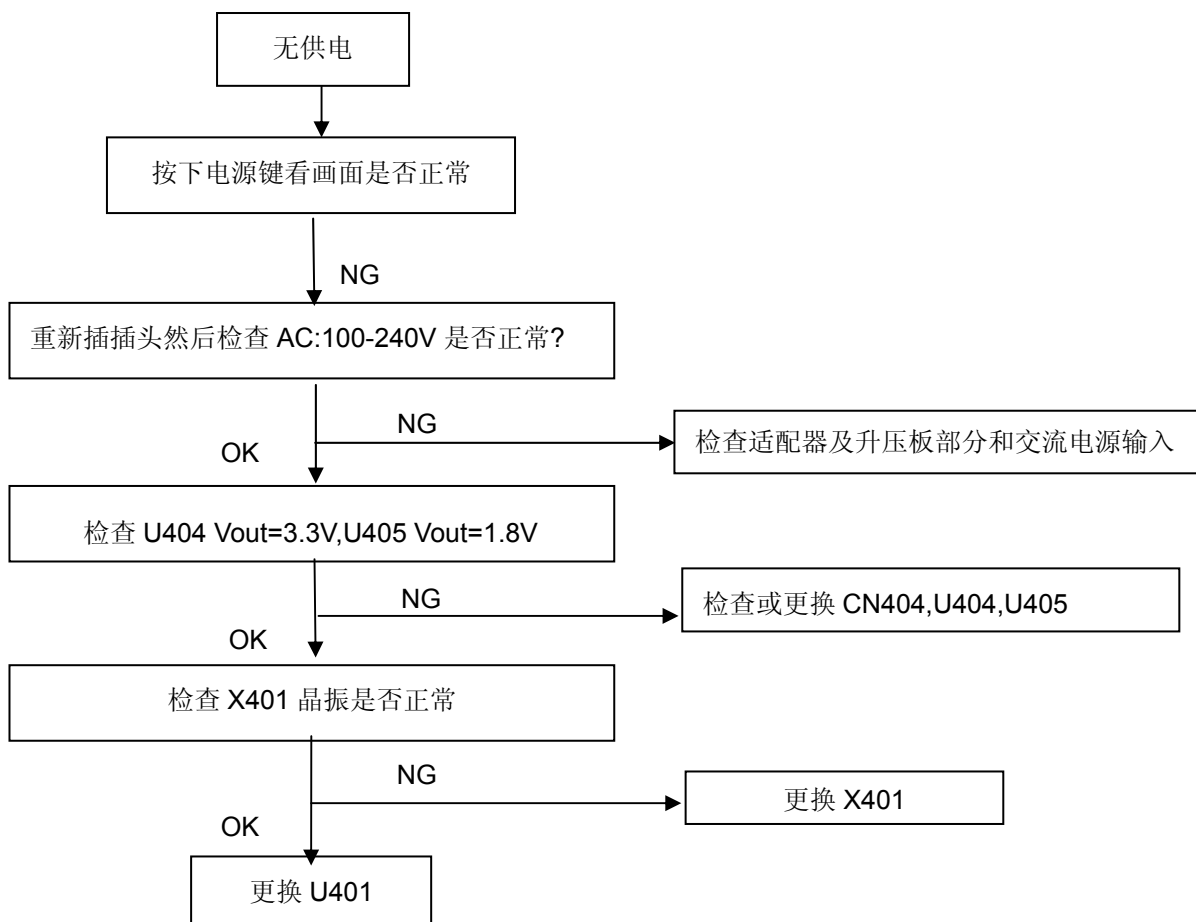 无供电
按下电源键看画面是否正常
NG
重新插插头然后检查 AC:100-240V 是否正常?
NG
检查适配器及升压板部分和交流电源输入
OK
检查 U404 Vout=3.3V,U405 Vout=1.8V
NG
检查或更换 CN404,U404,U405
OK
检查 X401 晶振是否正常
NG
更换 X401
OK
更换 U401